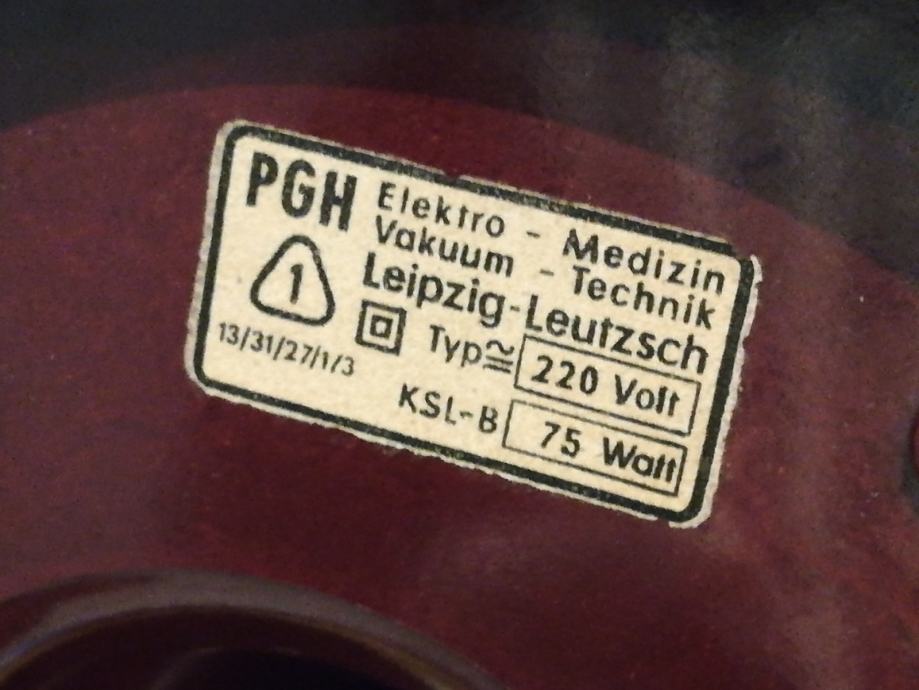 PGH Elektro - Medizin
Vakuum - Technik
Leipzig-Leutzsch
1
13/31/27/1/3
Typ ≅ 220 Volt
KSL-B 75 Watt